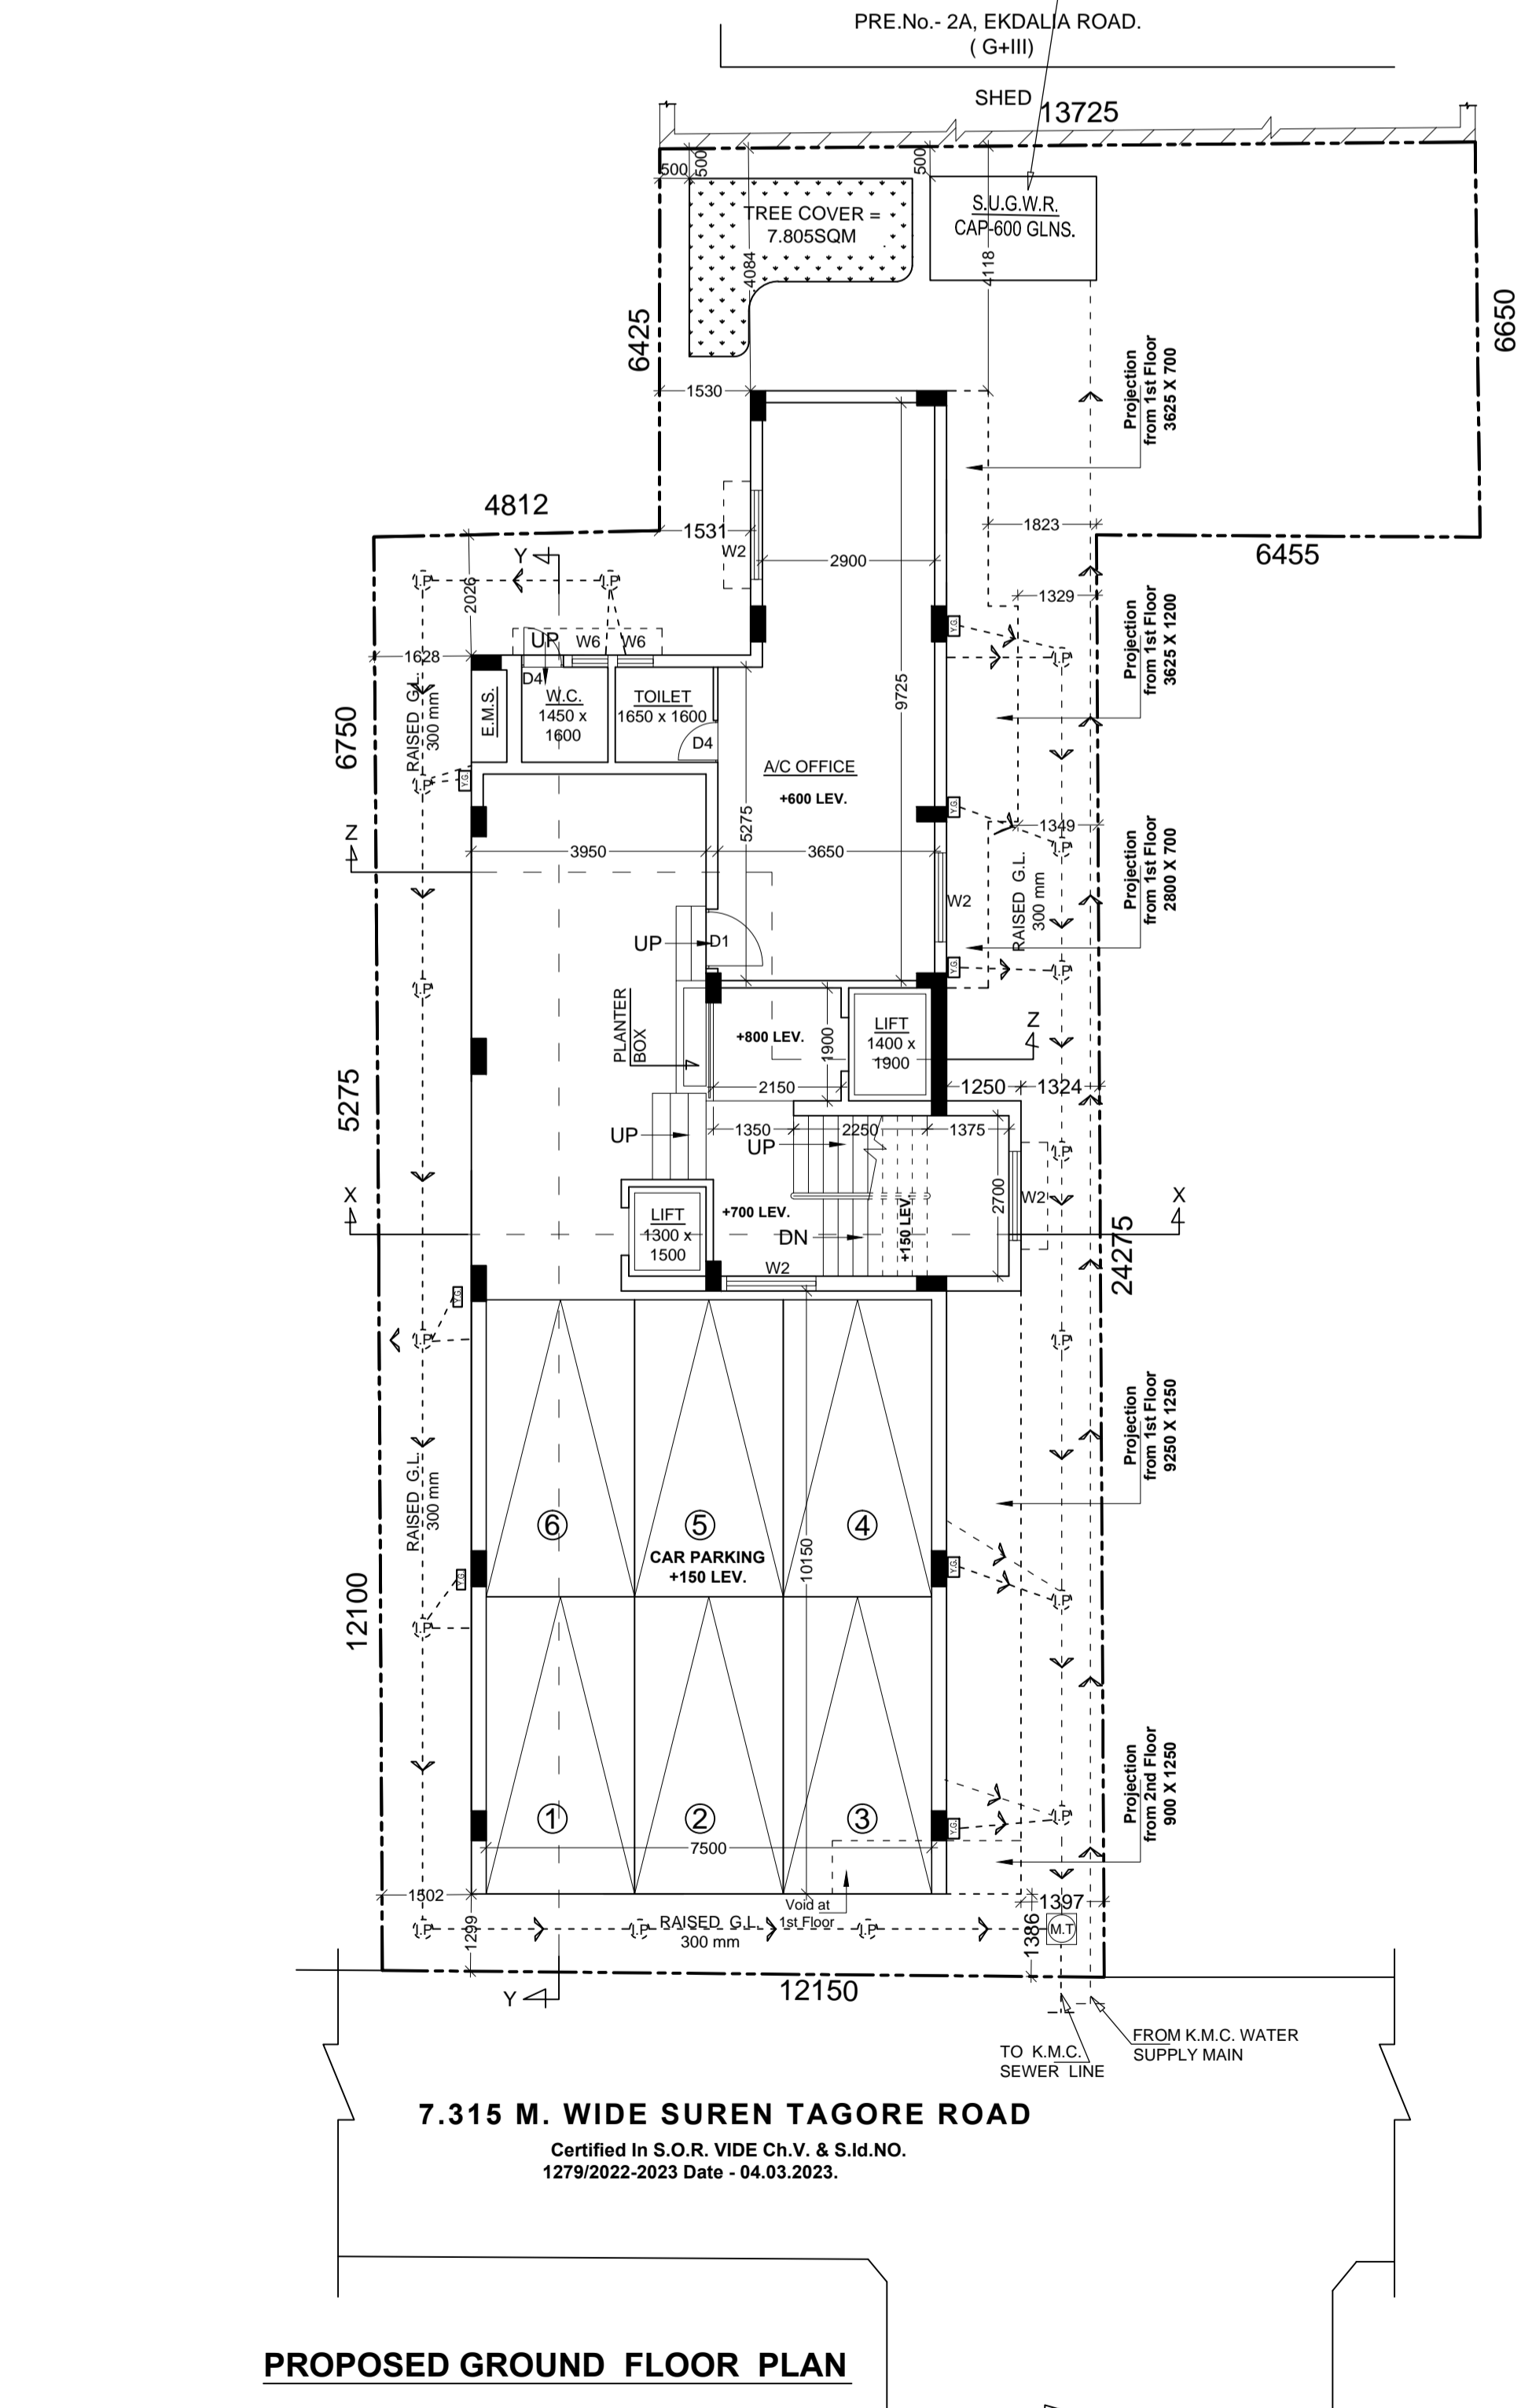 PRE.No.- 2A, EKDALIA ROAD.
( G+III)
SHED
13725
500
500
500
TREE COVER =
7.805SQM
S.U.G.W.R.
CAP-600 GLNS.
4084
4118
6425
6650
Projection
from 1st Floor
3625 X 700
1530
4812
1531
1823
6455
Y
W2
2900
I.P
I.P
2026
1329
Y.G.
Projection
from 1st Floor
3625 X 1200
UP
W6
W6
1628
I.P
D4
E.M.S.
W.C.
1450 x
1600
TOILET
1650 x 1600
D4
9725
RAISED G.L.
300 mm
6750
A/C OFFICE
+600 LEV.
I.P
Y.G.
Y.G.
5275
Z
1349
3950
3650
I.P
Projection
from 1st Floor
2800 X 700
W2
RAISED G.L.
300 mm
UP
D1
Y.G.
I.P
I.P
PLANTER
BOX
+800 LEV.
1900
LIFT
1400 x
1900
Z
2150
1250
1324
5275
UP
1350
2250
1375
UP
I.P
X
LIFT
1300 x
1500
+700 LEV.
DN
+150 LEV.
2700
W2
X
24275
W2
Y.G.
I.P
I.P
Projection
from 1st Floor
9250 X 1250
RAISED G.L.
300 mm
6
5
4
CAR PARKING
+150 LEV.
10150
Y.G.
Y.G.
I.P
I.P
12100
Projection
from 2nd Floor
900 X 1250
1
2
3
Y.G.
I.P
7500
1502
1397
Void at
1st Floor
I.P
1299
I.P
RAISED G.L.
300 mm
I.P
1386
M.T
12150
Y
TO K.M.C.
SEWER LINE
FROM K.M.C. WATER
SUPPLY MAIN
7.315 M. WIDE SUREN TAGORE ROAD
Certified In S.O.R. VIDE Ch.V. & S.Id.NO.
1279/2022-2023 Date - 04.03.2023.
PROPOSED GROUND FLOOR PLAN